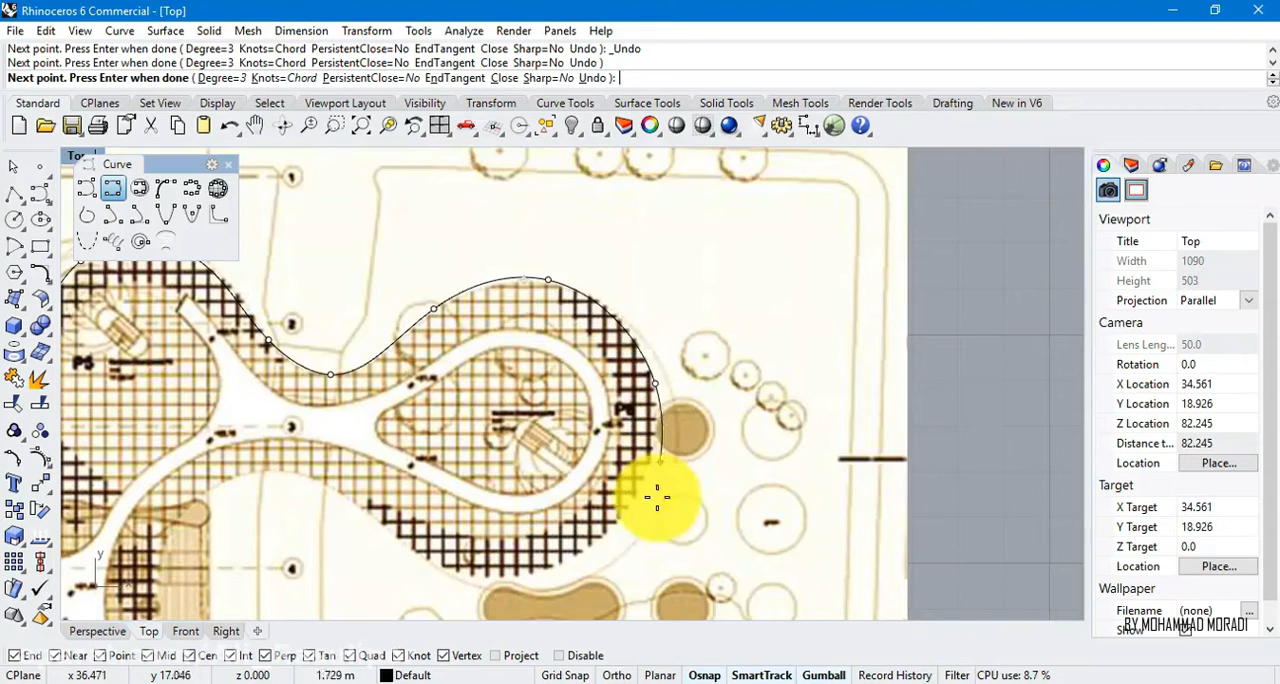 Rhinoceros 6 Commercial - [Top]
File Edit View Curve Surface Solid Mesh Dimension Transform Tools Analyze Render Panels Help
Next point. Press Enter when done ( Degree=3 Knots=Chord PersistentClose=No EndTangent Close Sharp=No Undo ): _Undo
Next point. Press Enter when done ( Degree=3 Knots=Chord PersistentClose=No EndTangent Close Sharp=No Undo )
Next point. Press Enter when done ( Degree=3 Knots=Chord PersistentClose=No EndTangent Close Sharp=No Undo ):
Standard CPlanes Set View Display Select Viewport Layout Visibility Transform Curve Tools Surface Tools Solid Tools Mesh Tools Render Tools Drafting New in V6
Top
Curve
1
2
3
4
P5
P6
y
Viewport
Title Top
Width 1090
Height 503
Projection Parallel
Camera
Lens Leng... 50.0
Rotation 0.0
X Location 34.561
Y Location 18.926
Z Location 82.245
Distance t... 82.245
Location Place...
Target
X Target 34.561
Y Target 18.926
Z Target 0.0
Location Place...
Wallpaper
Filename (none) ...
Show
BY MOHAMMAD MORADI
Perspective Top Front Right
End Near Point Mid Cen Int Perp Tan Quad Knot Vertex Project Disable
CPlane x 36.471 y 17.046 z 0.000 1.729 m Default Grid Snap Ortho Planar Osnap SmartTrack Gumball Record History Filter CPU use: 8.7 %